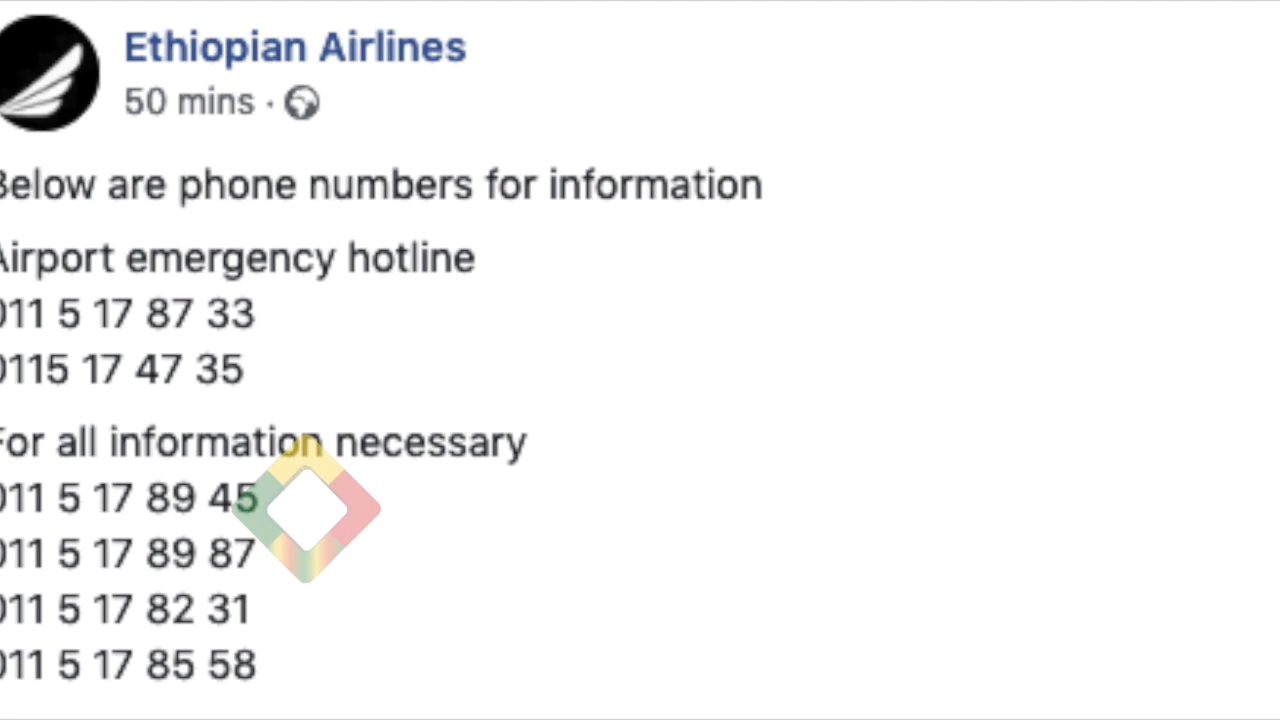 Ethiopian Airlines
50 mins ·
Below are phone numbers for information
Airport emergency hotline
011 5 17 87 33
0115 17 47 35
For all information necessary
011 5 17 89 45
011 5 17 89 87
011 5 17 82 31
011 5 17 85 58